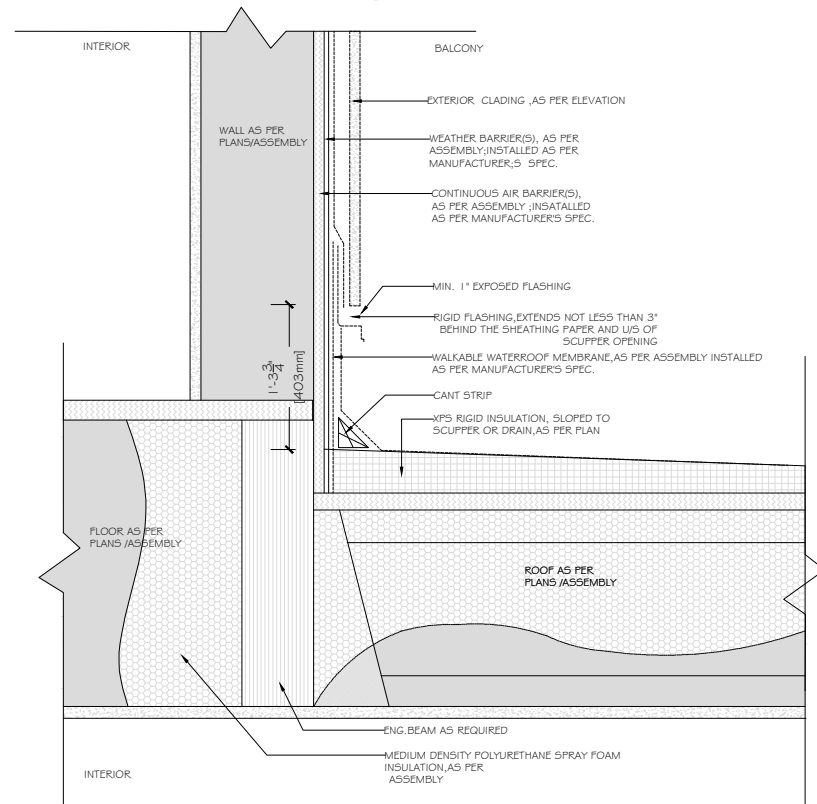 INTERIOR
BALCONY
EXTERIOR CLADING ,AS PER ELEVATION
WALL AS PER
PLANS/ASSEMBLY
WEATHER BARRIER(S), AS PER
ASSEMBLY;INSTALLED AS PER
MANUFACTURER;S SPEC.
CONTINUOUS AIR BARRIER(S),
AS PER ASSEMBLY ;INSATALLED
AS PER MANUFACTURER'S SPEC.
MIN. 1" EXPOSED FLASHING
RIGID FLASHING,EXTENDS NOT LESS THAN 3"
BEHIND THE SHEATHING PAPER AND U/S OF
SCUPPER OPENING
1'-3 3/4"
[403mm]
WALKABLE WATERROOF MEMBRANE,AS PER ASSEMBLY INSTALLED
AS PER MANUFACTURER'S SPEC.
CANT STRIP
XPS RIGID INSULATION, SLOPED TO
SCUPPER OR DRAIN,AS PER PLAN
FLOOR AS PER
PLANS /ASSEMBLY
ROOF AS PER
PLANS /ASSEMBLY
ENG.BEAM AS REQUIRED
MEDIUM DENSITY POLYURETHANE SPRAY FOAM
INSULATION,AS PER
ASSEMBLY
INTERIOR